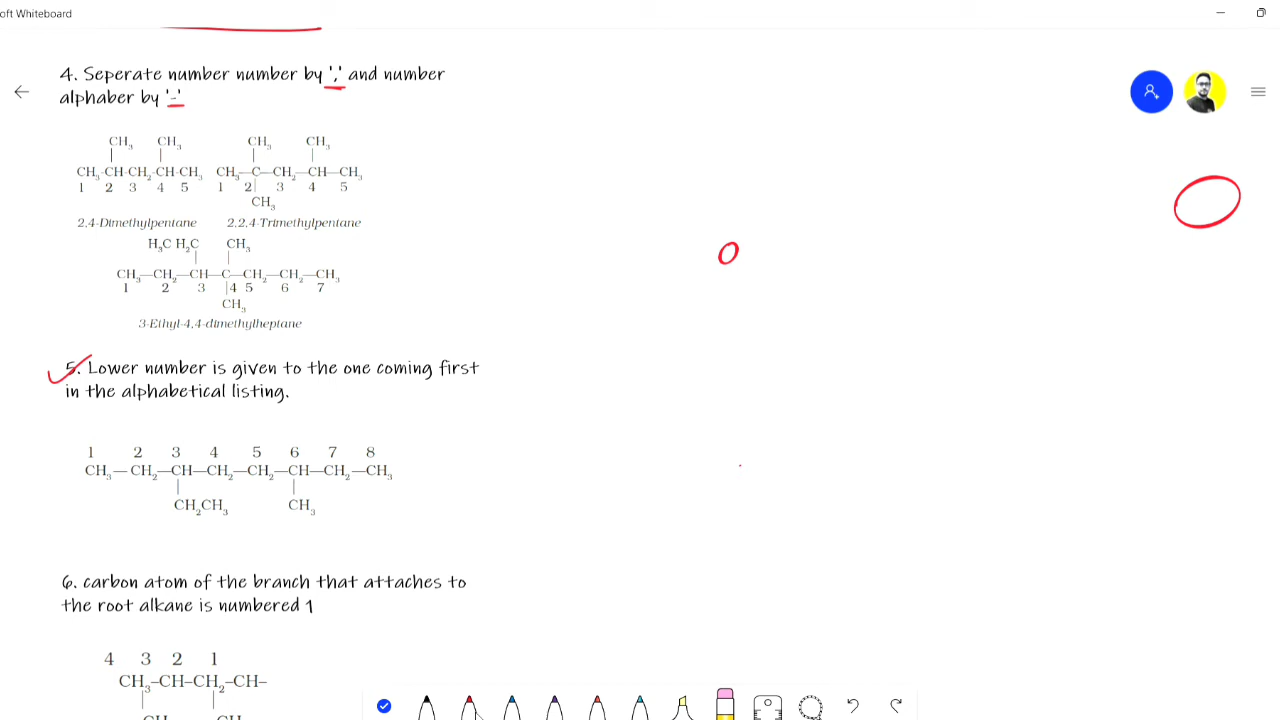 oft Whiteboard
4. Seperate number number by ',' and number
alphaber by '-'
CH₃ CH₃ CH₃ CH₃
CH₃-CH-CH₂-CH-CH₃ CH₃—C—CH₂—CH—CH₃
1 2 3 4 5 1 2 3 4 5
CH₃
2,4-Dimethylpentane 2,2,4-Trimethylpentane
H₃C H₂C CH₃
CH₃—CH₂—CH—C—CH₂—CH₂—CH₃
1 2 3 4 5 6 7
CH₃
3-Ethyl-4,4-dimethylheptane
5. Lower number is given to the one coming first
in the alphabetical listing.
1 2 3 4 5 6 7 8
CH₃—CH₂—CH—CH₂—CH₂—CH—CH₂—CH₃
CH₂CH₃ CH₃
6. carbon atom of the branch that attaches to
the root alkane is numbered 1
4 3 2 1
CH₃–CH–CH₂–CH–